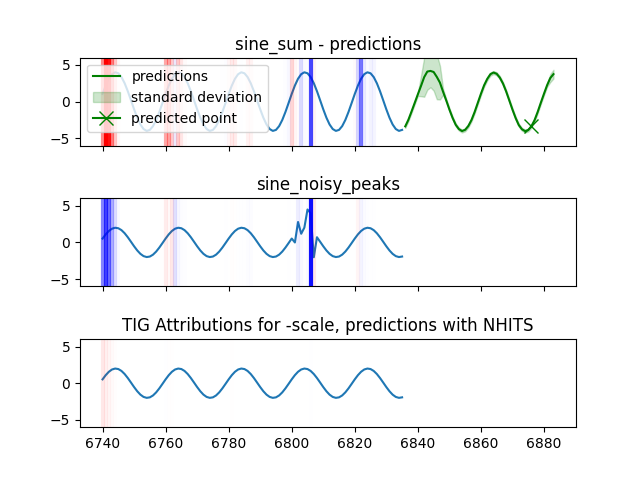 sine_sum - predictions
5
0
−5
predictions
standard deviation
predicted point
sine_noisy_peaks
5
0
−5
TIG Attributions for -scale, predictions with NHITS
5
0
−5
6740 6760 6780 6800 6820 6840 6860 6880